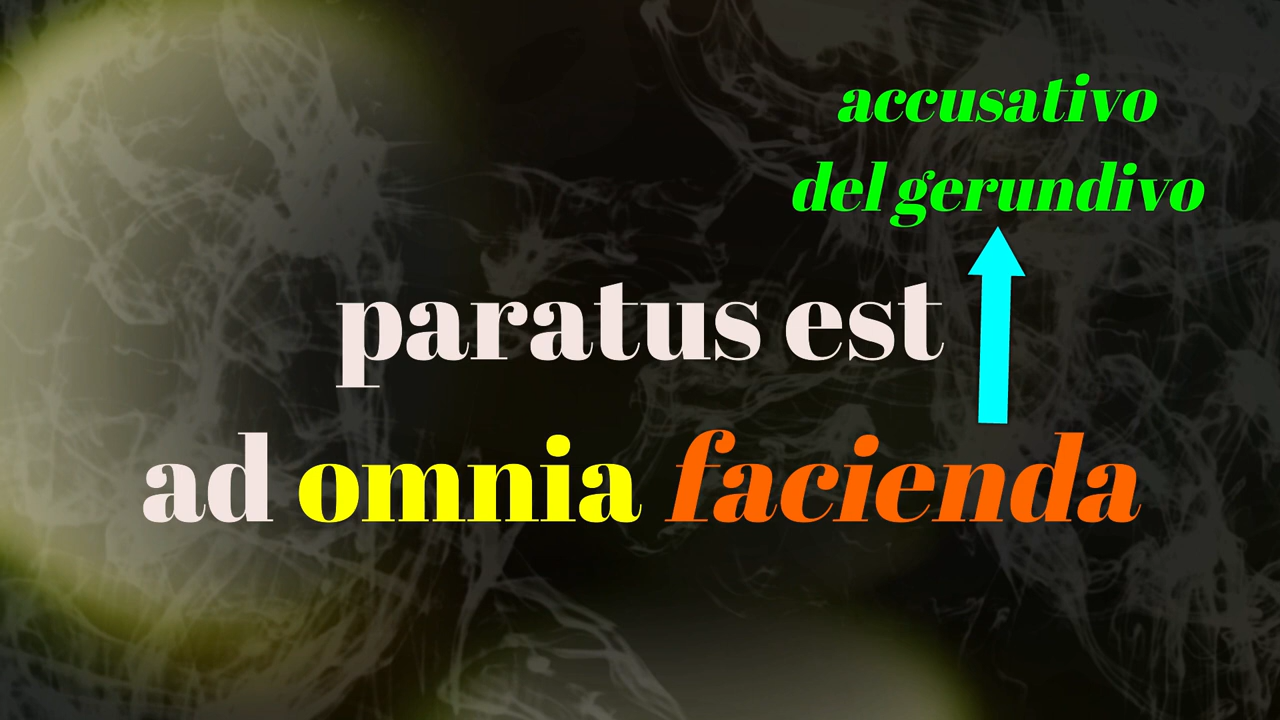 accusativo
del gerundivo
paratus est
ad omnia facienda